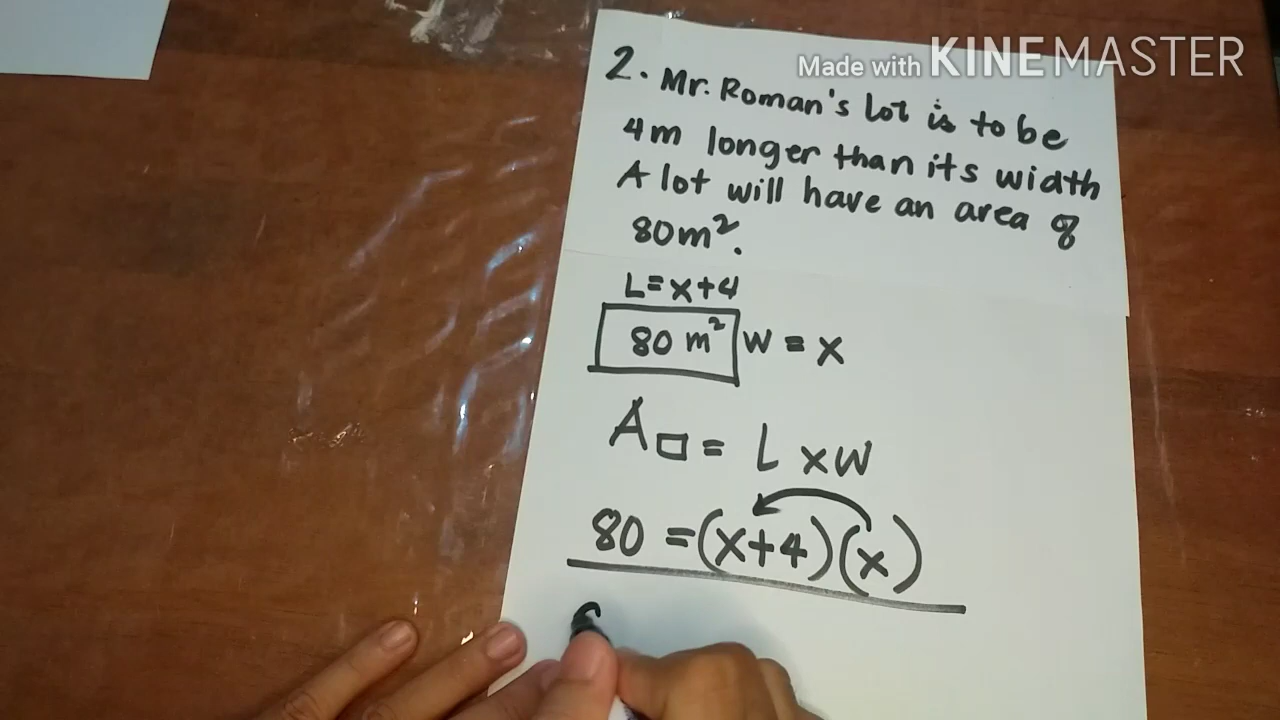 Made with KINEMASTER
2. Mr. Roman's lot is to be
4m longer than its width
A lot will have an area of
80m².
L=x+4
80 m² W = x
A□ = L x W
80 =(x+4)(x)